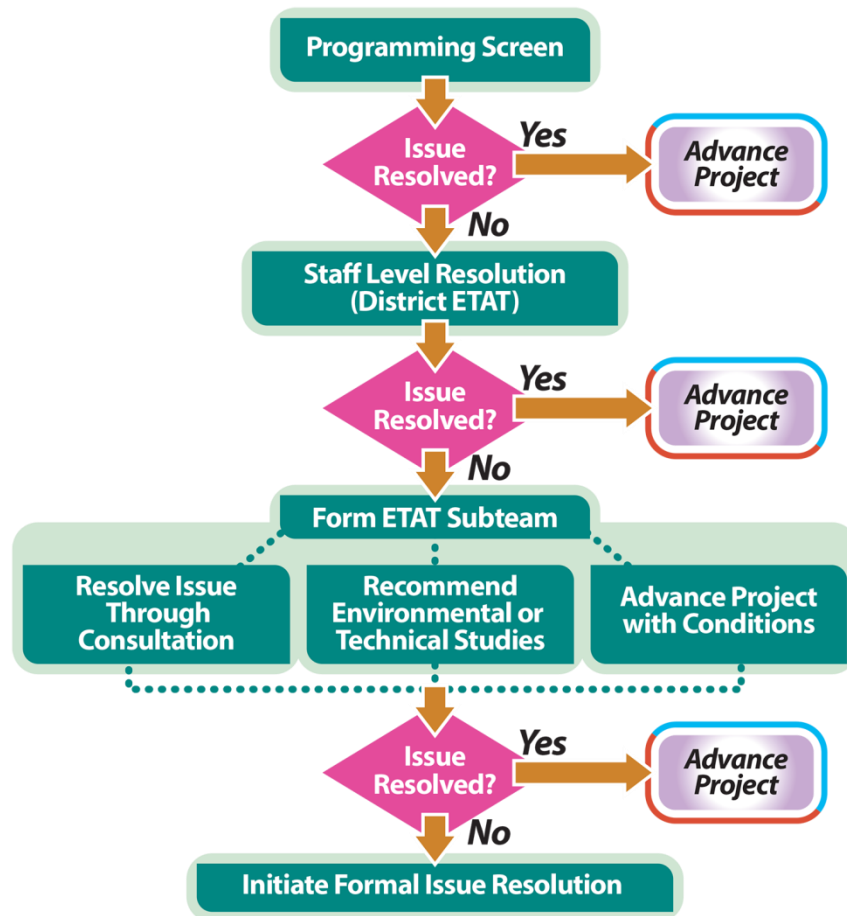 Programming Screen
Issue
Resolved?
Yes
Advance
Project
No
Staff Level Resolution
(District ETAT)
Issue
Resolved?
Yes
Advance
Project
No
Form ETAT Subteam
Resolve Issue
Through
Consultation
Recommend
Environmental or
Technical Studies
Advance Project
with Conditions
Issue
Resolved?
Yes
Advance
Project
No
Initiate Formal Issue Resolution